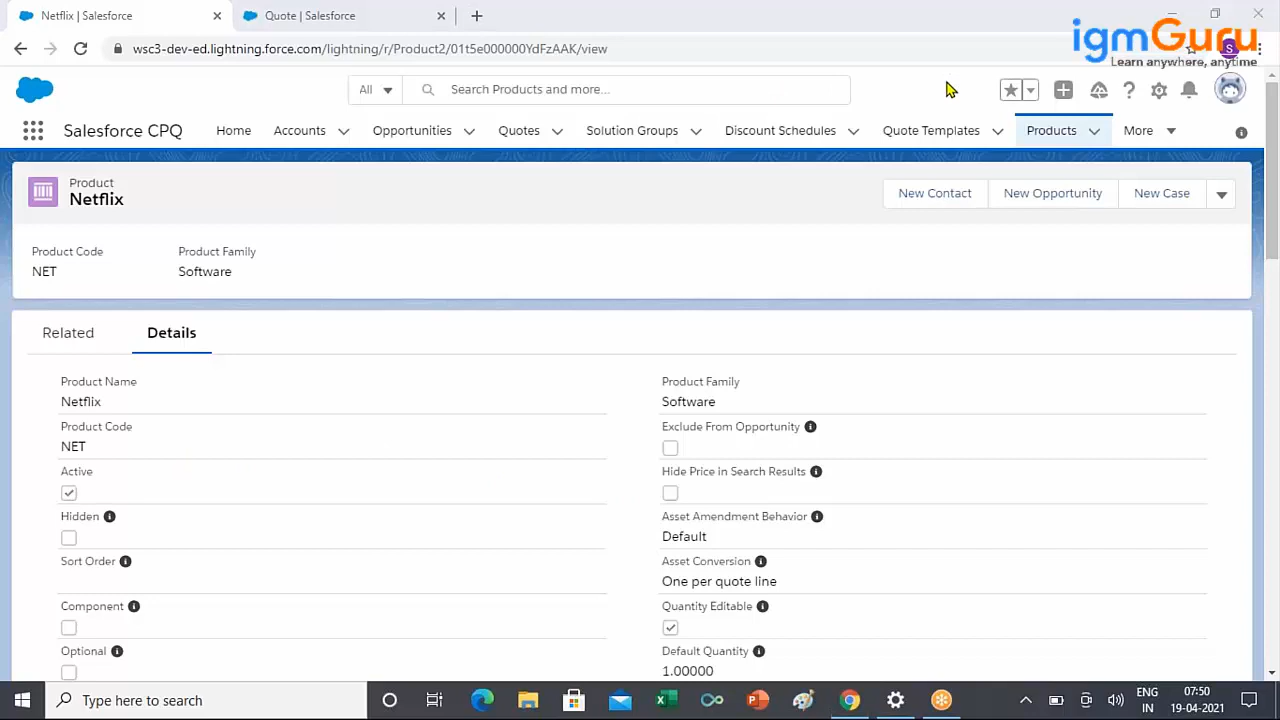 Netflix | Salesforce
Quote | Salesforce
wsc3-dev-ed.lightning.force.com/lightning/r/Product2/01t5e000000YdFzAAK/view
S
igmGuru
Learn anywhere, anytime
All
Search Products and more...
Salesforce CPQ
Home
Accounts
Opportunities
Quotes
Solution Groups
Discount Schedules
Quote Templates
Products
More
Product
Netflix
New Contact
New Opportunity
New Case
Product Code
Product Family
NET
Software
Related
Details
Product Name
Product Family
Netflix
Software
Product Code
Exclude From Opportunity
NET
Active
Hide Price in Search Results
Hidden
Asset Amendment Behavior
Default
Sort Order
Asset Conversion
One per quote line
Component
Quantity Editable
Optional
Default Quantity
1.00000
Type here to search
ENG
IN
07:50
19-04-2021